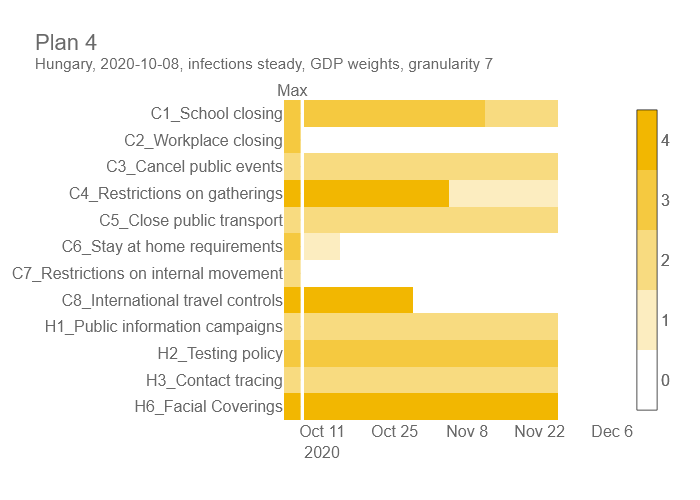 Plan 4
Hungary, 2020-10-08, infections steady, GDP weights, granularity 7
Max
C1_School closing
C2_Workplace closing
C3_Cancel public events
C4_Restrictions on gatherings
C5_Close public transport
C6_Stay at home requirements
C7_Restrictions on internal movement
C8_International travel controls
H1_Public information campaigns
H2_Testing policy
H3_Contact tracing
H6_Facial Coverings
Oct 11 Oct 25 Nov 8 Nov 22 Dec 6
2020
4
3
2
1
0